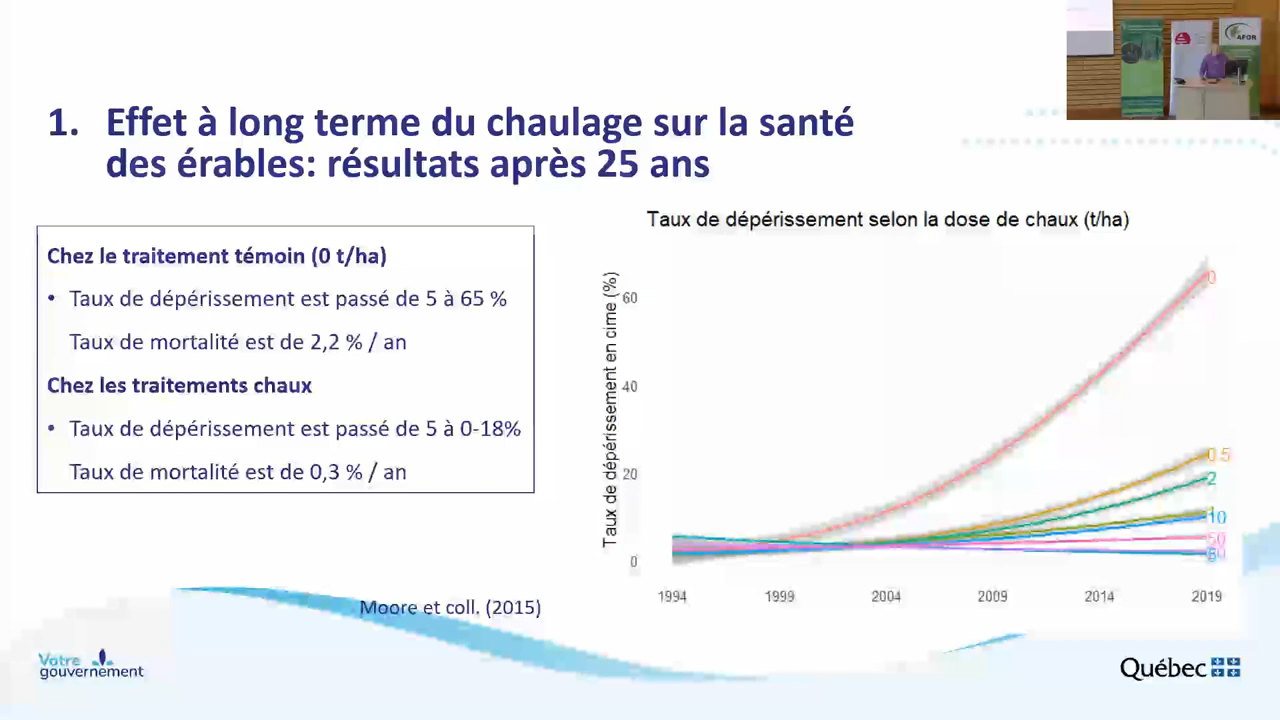 AFOR
1. Effet à long terme du chaulage sur la santé
des érables: résultats après 25 ans
Chez le traitement témoin (0 t/ha)
• Taux de dépérissement est passé de 5 à 65 %
Taux de mortalité est de 2,2 % / an
Chez les traitements chaux
• Taux de dépérissement est passé de 5 à 0-18%
Taux de mortalité est de 0,3 % / an
Moore et coll. (2015)
Taux de dépérissement selon la dose de chaux (t/ha)
Taux de dépérissement en cime (%)
60
40
20
0
1994 1999 2004 2009 2014 2019
0
0.5
2
10
50
Votre
gouvernement
Québec